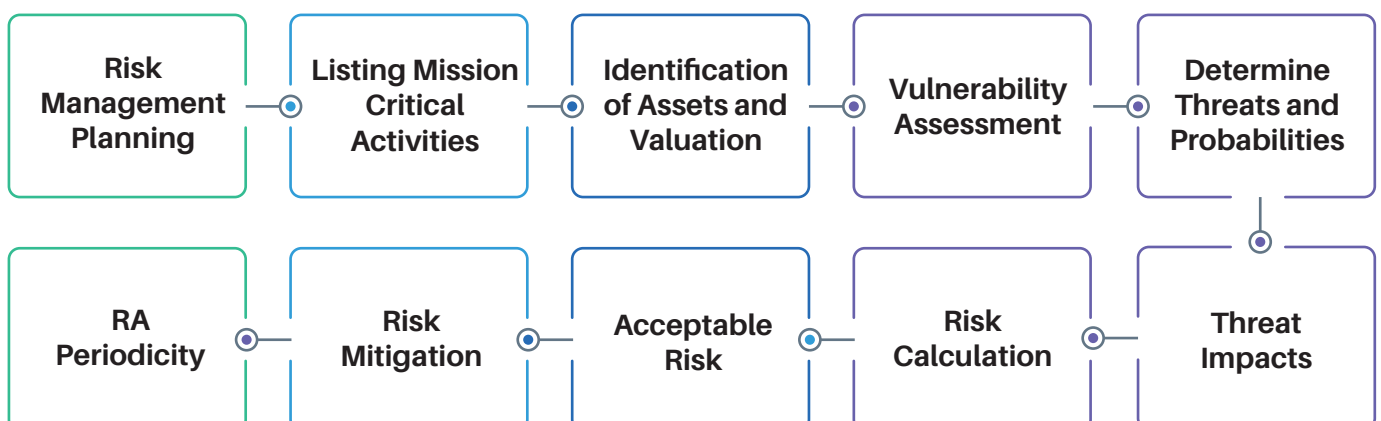 Risk
Management
Planning
Listing Mission
Critical
Activities
Identification
of Assets and
Valuation
Vulnerability
Assessment
Determine
Threats and
Probabilities
RA
Periodicity
Risk
Mitigation
Acceptable
Risk
Risk
Calculation
Threat
Impacts